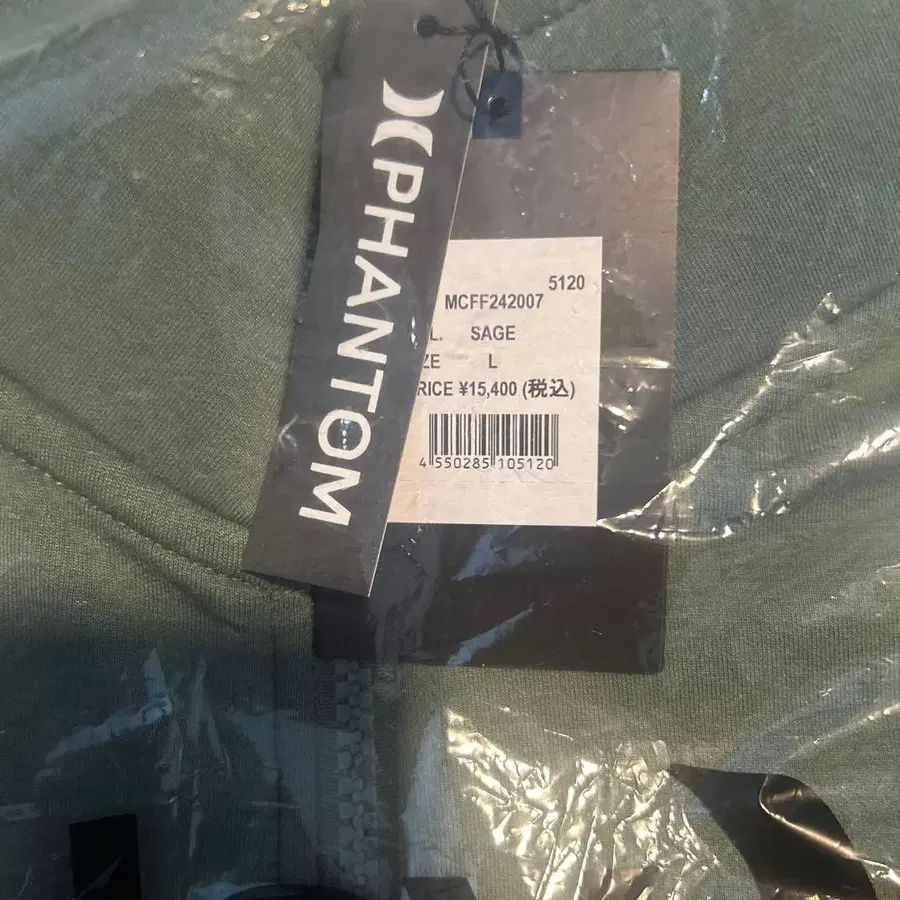 PHANTOM
5120
MCFF242007
L. SAGE
ZE L
RICE ¥15,400 (税込)
4 550285 105120